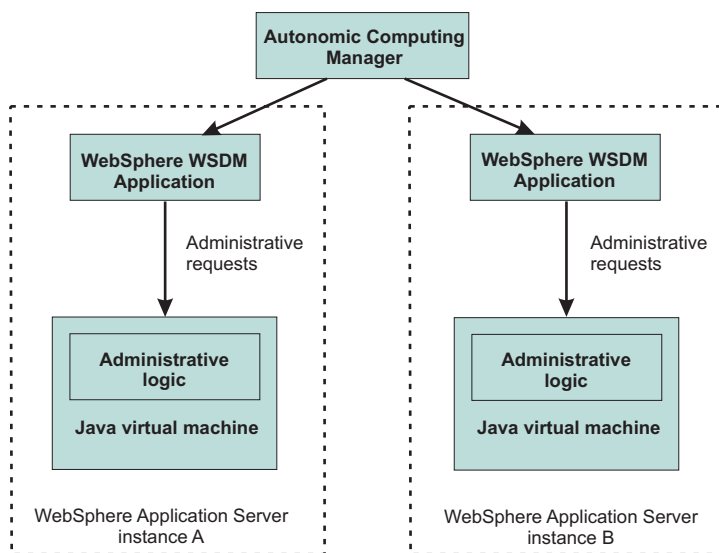 Autonomic Computing
Manager
WebSphere WSDM
Application
Administrative
requests
Administrative
logic
Java virtual machine
WebSphere Application Server
instance A
WebSphere WSDM
Application
Administrative
requests
Administrative
logic
Java virtual machine
WebSphere Application Server
instance B